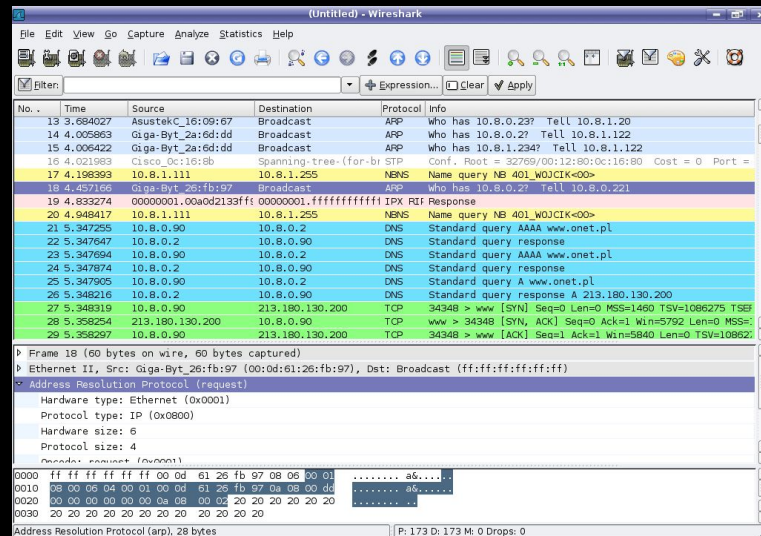 (Untitled) - Wireshark
File Edit View Go Capture Analyze Statistics Help
Filter: Expression... Clear Apply
No. . Time Source Destination Protocol Info
13 3.684027 AsustekC_16:09:67 Broadcast ARP Who has 10.8.0.23? Tell 10.8.1.20
14 4.005863 Giga-Byt_2a:6d:dd Broadcast ARP Who has 10.8.0.2? Tell 10.8.1.122
15 4.006422 Giga-Byt_2a:6d:dd Broadcast ARP Who has 10.8.1.234? Tell 10.8.1.122
16 4.021983 Cisco_0c:16:8b Spanning-tree-(for-br STP Conf. Root = 32769/00:12:80:0c:16:80 Cost = 0 Port =
17 4.198393 10.8.1.111 10.8.1.255 NBNS Name query NB 401_WOJCIK<00>
18 4.457166 Giga-Byt_26:fb:97 Broadcast ARP Who has 10.8.0.2? Tell 10.8.0.221
19 4.833274 00000001.00a0d2133ff 00000001.ffffffffffff IPX RIF Response
20 4.948417 10.8.1.111 10.8.1.255 NBNS Name query NB 401_WOJCIK<00>
21 5.347255 10.8.0.90 10.8.0.2 DNS Standard query AAAA www.onet.pl
22 5.347647 10.8.0.2 10.8.0.90 DNS Standard query response
23 5.347694 10.8.0.90 10.8.0.2 DNS Standard query AAAA www.onet.pl
24 5.347874 10.8.0.2 10.8.0.90 DNS Standard query response
25 5.347905 10.8.0.90 10.8.0.2 DNS Standard query A www.onet.pl
26 5.348216 10.8.0.2 10.8.0.90 DNS Standard query response A 213.180.130.200
27 5.348319 10.8.0.90 213.180.130.200 TCP 34348 > www [SYN] Seq=0 Len=0 MSS=1460 TSV=1086275 TSEF
28 5.358254 213.180.130.200 10.8.0.90 TCP www > 34348 [SYN, ACK] Seq=0 Ack=1 Win=5792 Len=0 MSS=
29 5.358297 10.8.0.90 213.180.130.200 TCP 34348 > www [ACK] Seq=1 Ack=1 Win=5840 Len=0 TSV=10862
Frame 18 (60 bytes on wire, 60 bytes captured)
Ethernet II, Src: Giga-Byt_26:fb:97 (00:0d:61:26:fb:97), Dst: Broadcast (ff:ff:ff:ff:ff:ff)
Address Resolution Protocol (request)
Hardware type: Ethernet (0x0001)
Protocol type: IP (0x0800)
Hardware size: 6
Protocol size: 4
Opcode: request (0x0001)
0000 ff ff ff ff ff ff 00 0d 61 26 fb 97 08 06 00 01 ........ a&......
0010 08 00 06 04 00 01 00 0d 61 26 fb 97 0a 08 00 dd ........ a&......
0020 00 00 00 00 00 00 0a 08 00 02 20 20 20 20 20 20 ........ ..
0030 20 20 20 20 20 20 20 20 20 20 20 20
Address Resolution Protocol (arp), 28 bytes P: 173 D: 173 M: 0 Drops: 0